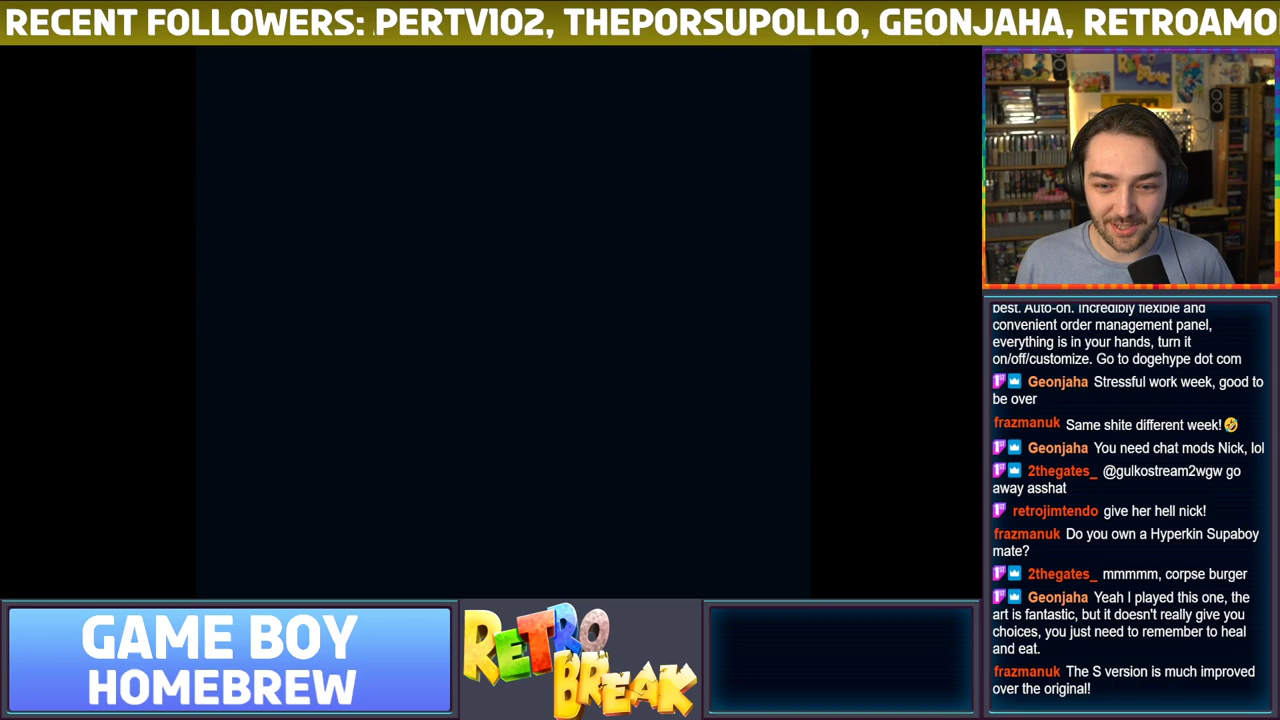 RECENT FOLLOWERS: PERTV102, THEPORSUPOLLO, GEONJAHA, RETROAMO
RETRO
BREAK
best. Auto-on. Incredibly flexible and
convenient order management panel,
everything is in your hands, turn it
on/off/customize. Go to dogehype dot com
Geonjaha Stressful work week, good to
be over
frazmanuk Same shite different week!🤣
Geonjaha You need chat mods Nick, lol
2thegates_ @gulkostream2wgw go
away asshat
retrojimtendo give her hell nick!
frazmanuk Do you own a Hyperkin Supaboy
mate?
2thegates_ mmmmm, corpse burger
Geonjaha Yeah I played this one, the
art is fantastic, but it doesn't really give you
choices, you just need to remember to heal
and eat.
frazmanuk The S version is much improved
over the original!
GAME BOY
HOMEBREW
RETRO
BREAK